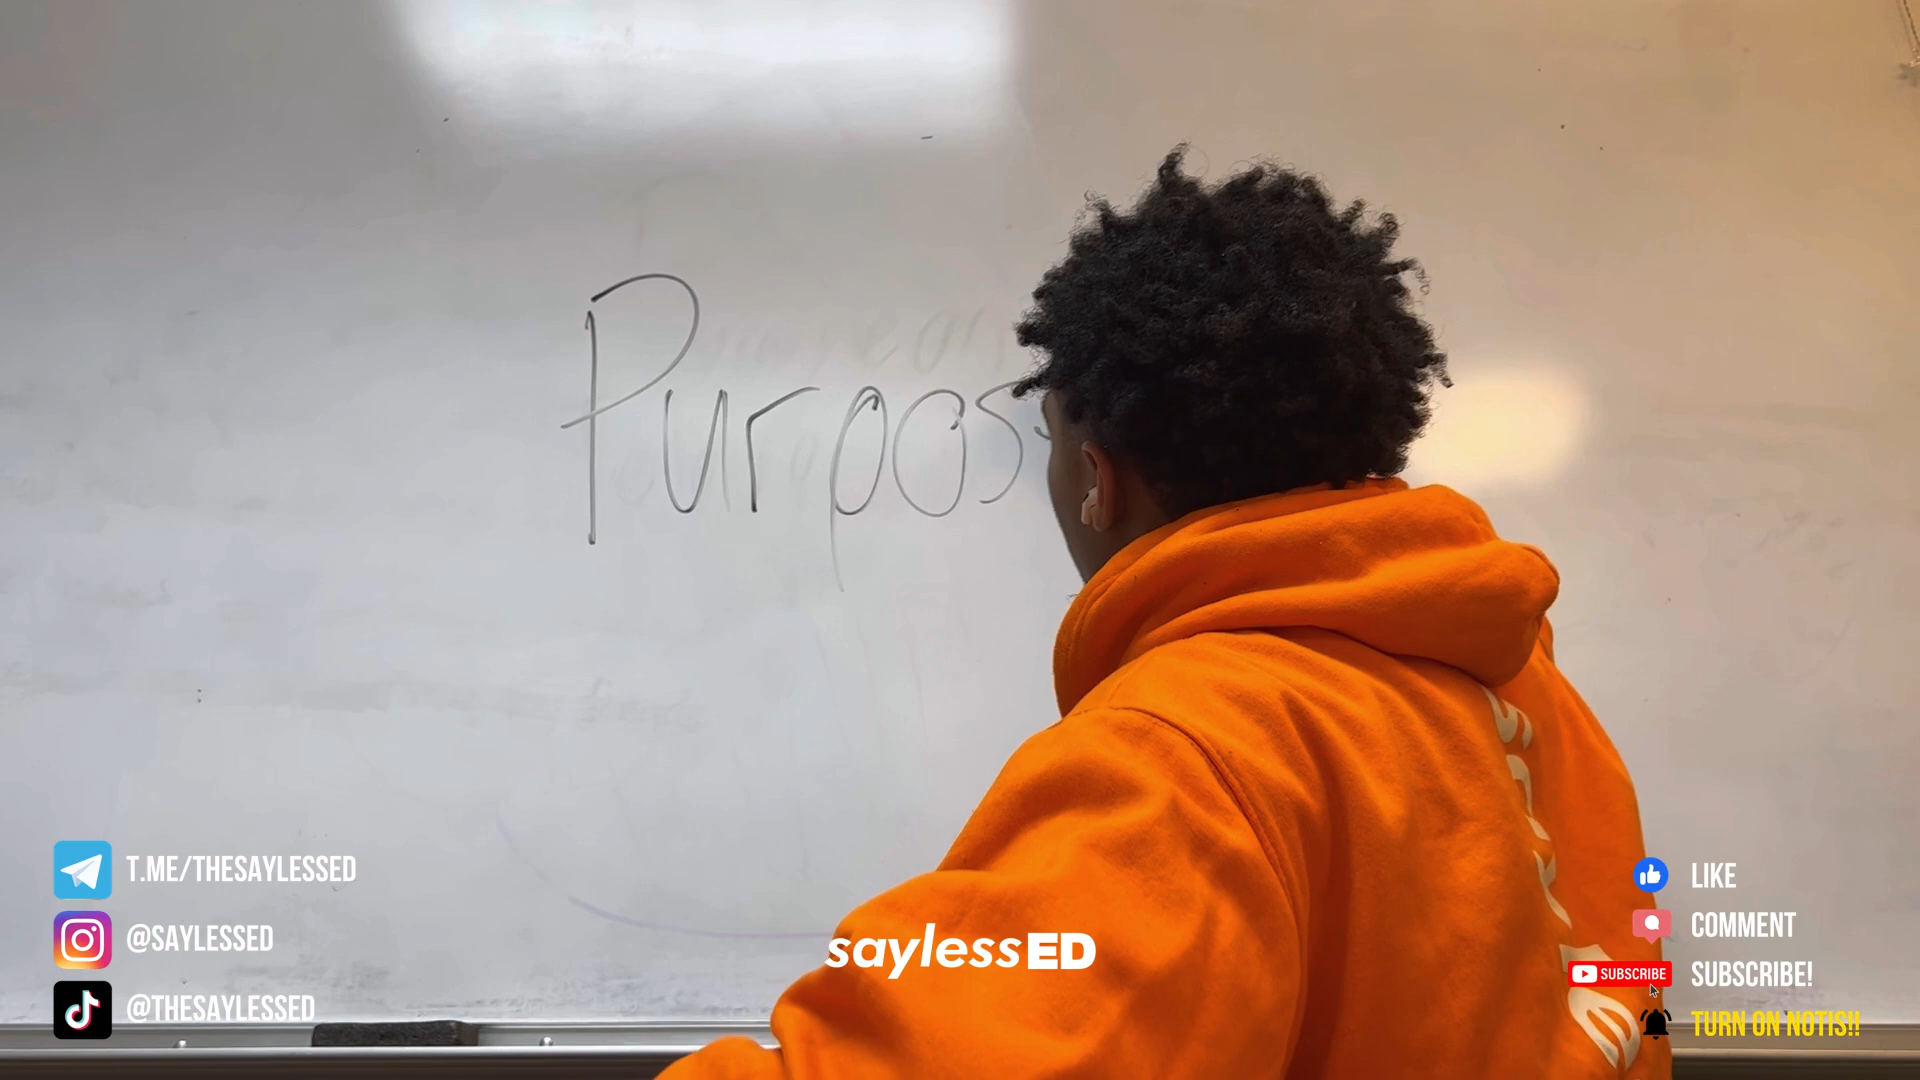 Purpos
T.ME/THESAYLESSED
@SAYLESSED
@THESAYLESSED
saylessED
LIKE
COMMENT
SUBSCRIBE
SUBSCRIBE!
TURN ON NOTIS!!